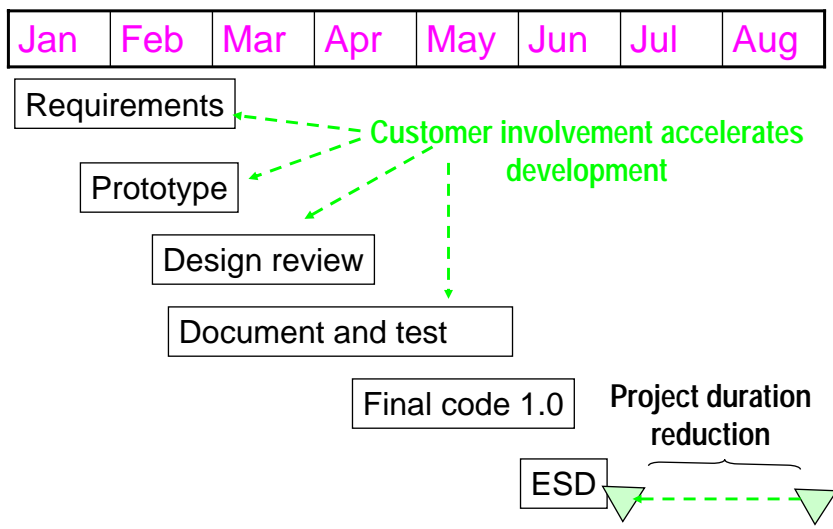 Jan Feb Mar Apr May Jun Jul Aug
Requirements
Customer involvement accelerates
development
Prototype
Design review
Document and test
Final code 1.0
Project duration
reduction
ESD